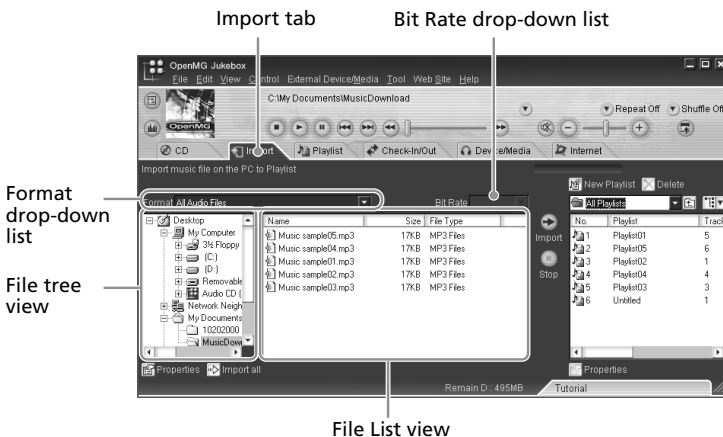 Import tab
Bit Rate drop-down list
OpenMG Jukebox
File Edit View Control External Device/Media Tool Web Site Help
C:\My Documents\MusicDownload
OpenMG
Repeat Off
Shuffle Off
CD
Import
Playlist
Check-In/Out
Device/Media
Internet
Import music file on the PC to Playlist
New Playlist
Delete
Format drop-down list
Format
All Audio Files
Bit Rate
All Playlists
File tree view
Desktop
My Computer
3½ Floppy
(C:)
(D:)
Removable
Audio CD (
Network Neigh
My Documents
10202000
MusicDow
Name Size File Type
Music sample05.mp3 17KB MP3 Files
Music sample04.mp3 17KB MP3 Files
Music sample01.mp3 17KB MP3 Files
Music sample02.mp3 17KB MP3 Files
Music sample03.mp3 17KB MP3 Files
Import
Stop
No. Playlist Track
1 Playlist01 5
2 Playlist05 6
3 Playlist02 1
4 Playlist04 4
5 Playlist03 3
6 Untitled 1
Properties
Import all
Properties
Remain D : 495MB
Tutorial
File List view